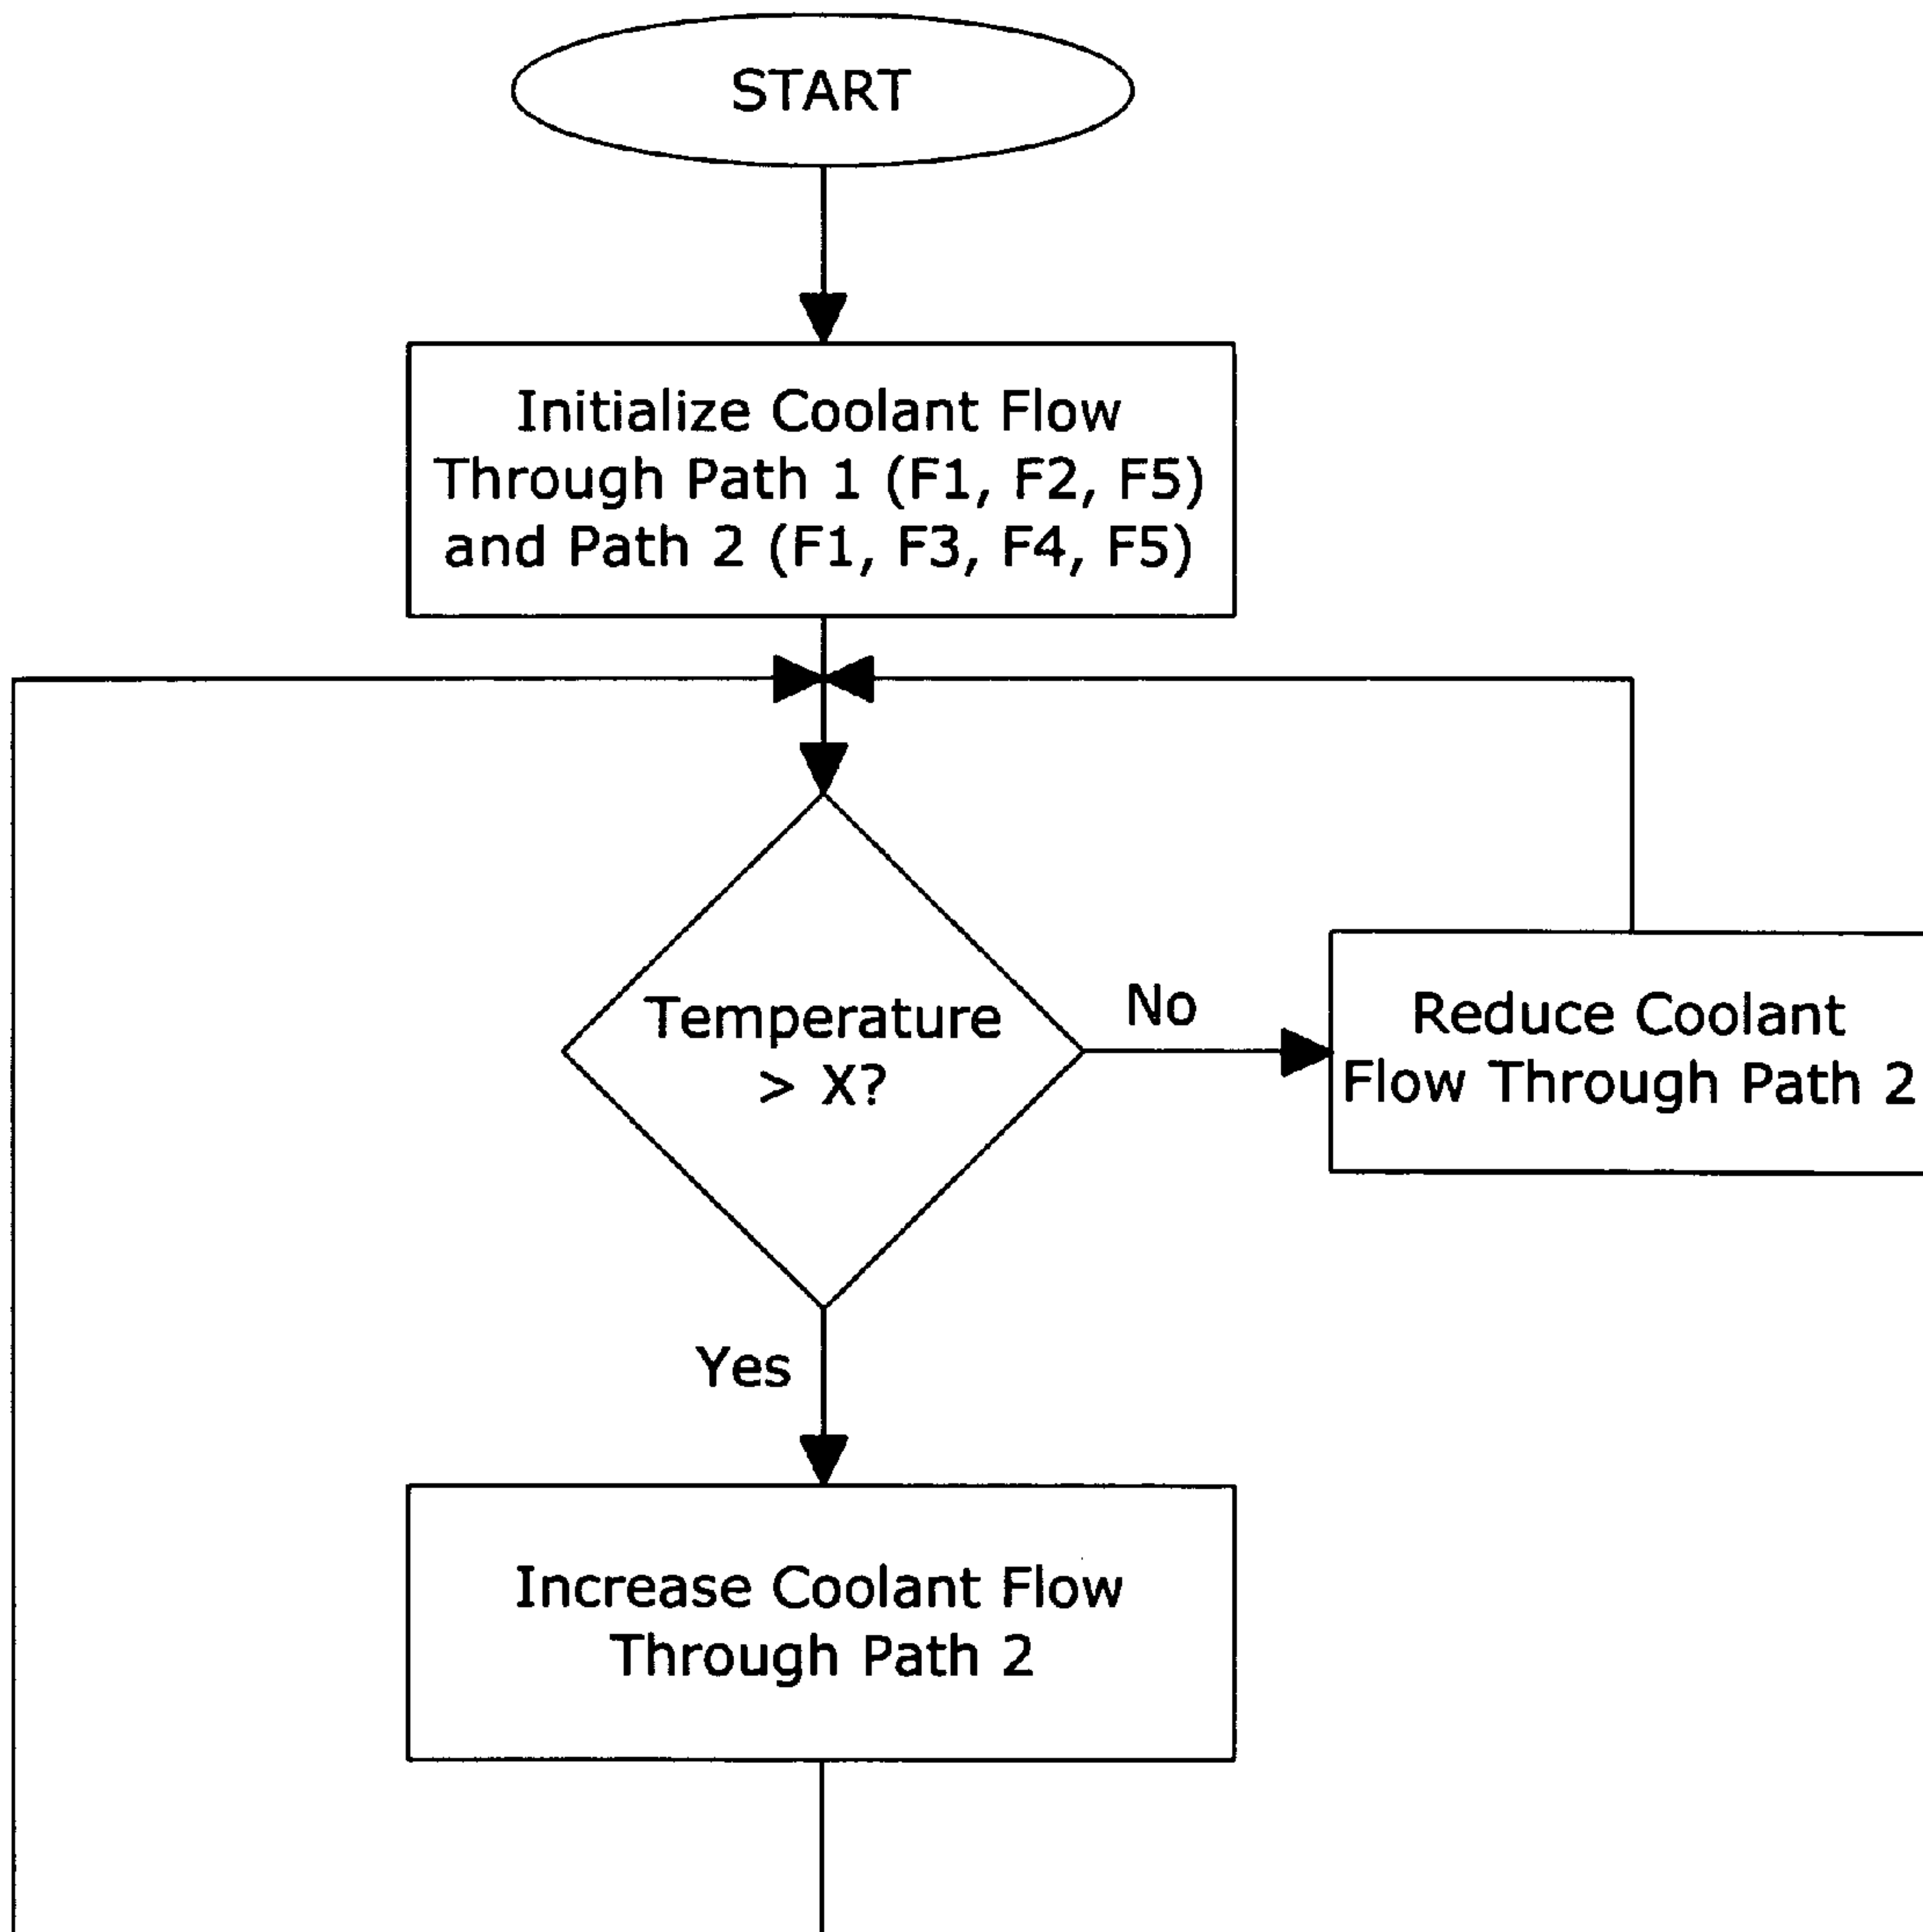 START
Initialize Coolant Flow
Through Path 1 (F1, F2, F5)
and Path 2 (F1, F3, F4, F5)
Temperature
> X?
No
Reduce Coolant
Flow Through Path 2
Yes
Increase Coolant Flow
Through Path 2